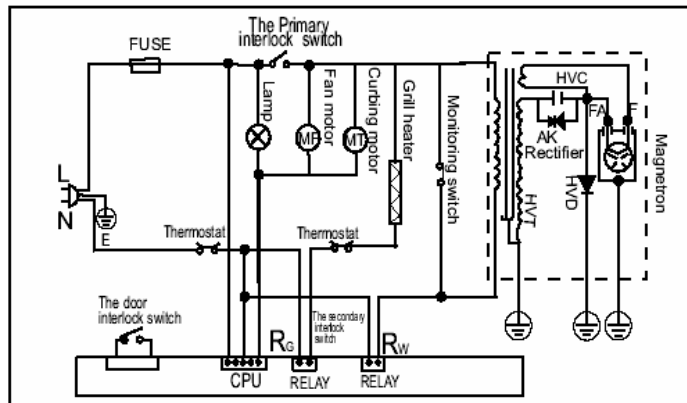 The Primary
interlock switch
FUSE
Lamp
Fan motor
Curbing motor
Grill heater
Monitoring switch
HVC
FA
F
AK
Rectifier
Magnetron
MF
MT
HVT
HVD
L
N
E
Thermostat
Thermostat
The door
interlock switch
The secondary
interlock
switch
RG
RW
CPU
RELAY
RELAY